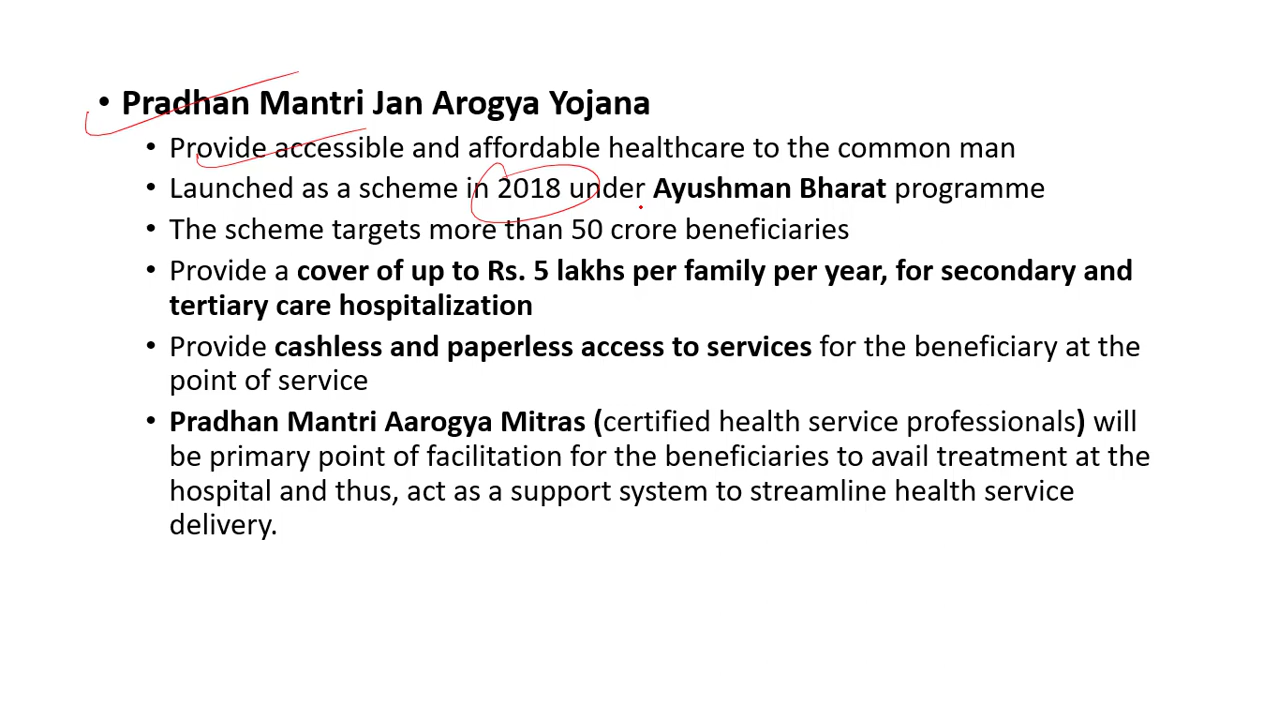 • Pradhan Mantri Jan Arogya Yojana
• Provide accessible and affordable healthcare to the common man
• Launched as a scheme in 2018 under Ayushman Bharat programme
• The scheme targets more than 50 crore beneficiaries
• Provide a cover of up to Rs. 5 lakhs per family per year, for secondary and
tertiary care hospitalization
• Provide cashless and paperless access to services for the beneficiary at the
point of service
• Pradhan Mantri Aarogya Mitras (certified health service professionals) will
be primary point of facilitation for the beneficiaries to avail treatment at the
hospital and thus, act as a support system to streamline health service
delivery.